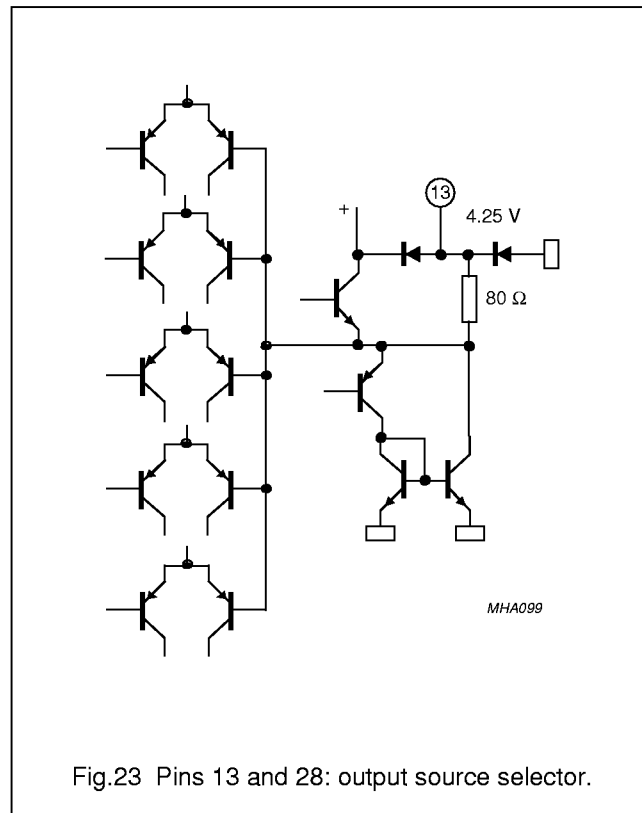 13
4.25 V
+
80 Ω
MHA099
Fig.23 Pins 13 and 28: output source selector.